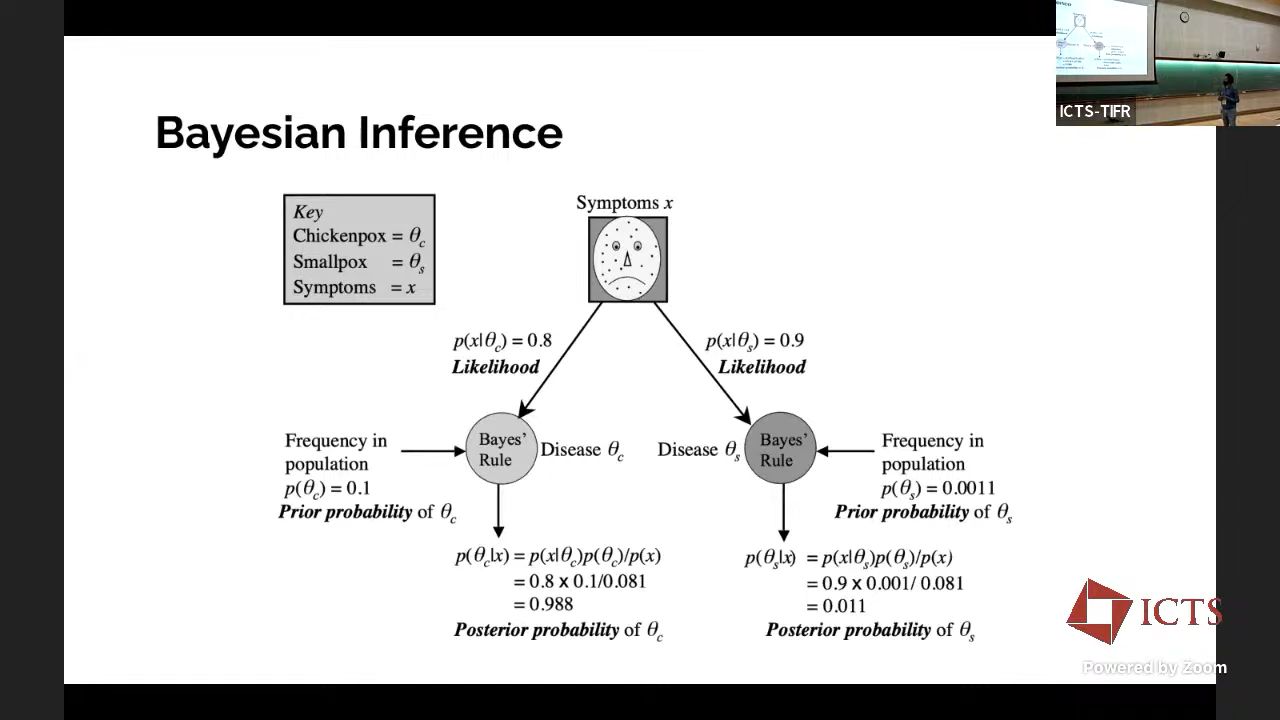 Bayesian Inference
ICTS-TIFR
Key
Chickenpox = θc
Smallpox = θs
Symptoms = x
Symptoms x
p(x|θc) = 0.8
Likelihood
p(x|θs) = 0.9
Likelihood
Frequency in
population
p(θc) = 0.1
Prior probability of θc
Bayes’
Rule
Disease θc
Disease θs
Bayes’
Rule
Frequency in
population
p(θs) = 0.0011
Prior probability of θs
p(θc|x) = p(x|θc)p(θc)/p(x)
= 0.8 x 0.1/0.081
= 0.988
Posterior probability of θc
p(θs|x) = p(x|θs)p(θs)/p(x)
= 0.9 x 0.001/ 0.081
= 0.011
Posterior probability of θs
ICTS
Powered by Zoom